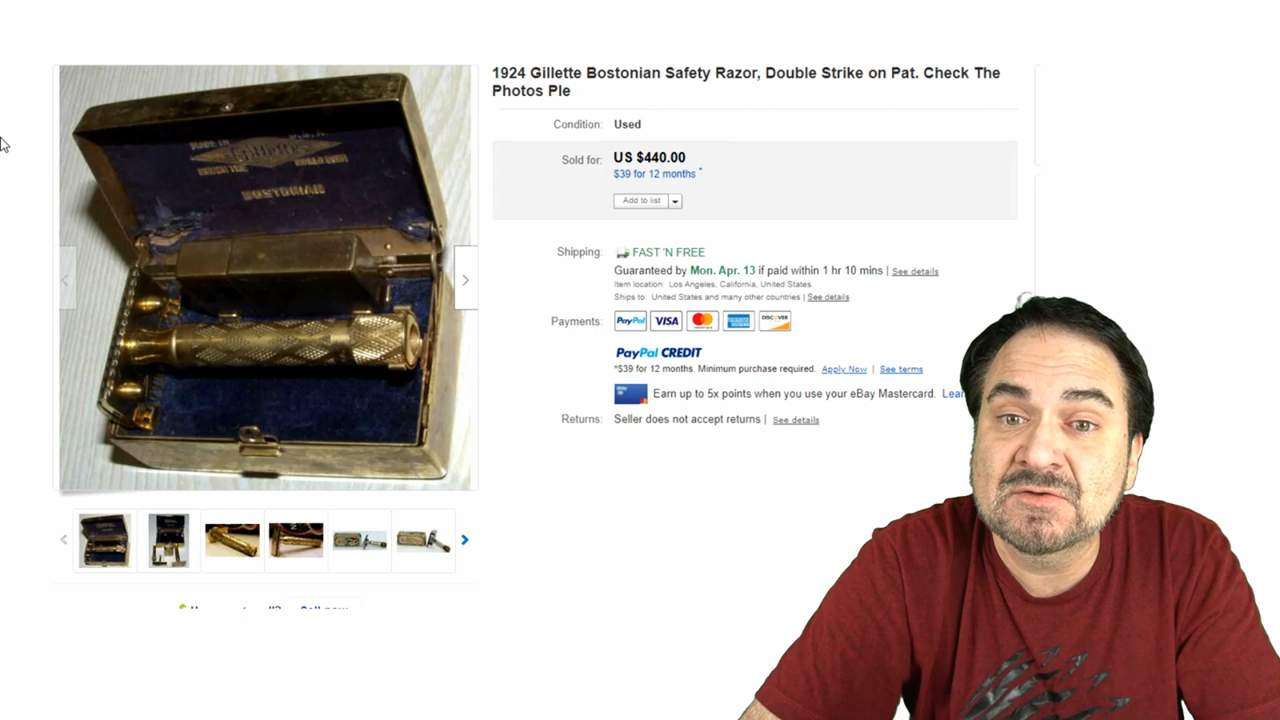 1924 Gillette Bostonian Safety Razor, Double Strike on Pat. Check The
Photos Ple
Condition: Used
Sold for: US $440.00
$39 for 12 months *
Add to list
Shipping: FAST 'N FREE
Guaranteed by Mon. Apr. 13 if paid within 1 hr 10 mins | See details
Item location: Los Angeles, California, United States
Ships to: United States and many other countries | See details
Payments: PayPal VISA MasterCard AMERICAN EXPRESS DISCOVER
PayPal CREDIT
*$39 for 12 months. Minimum purchase required. Apply Now | See terms
Earn up to 5x points when you use your eBay Mastercard. Lear
Returns: Seller does not accept returns | See details
Gillette
BOSTONIAN